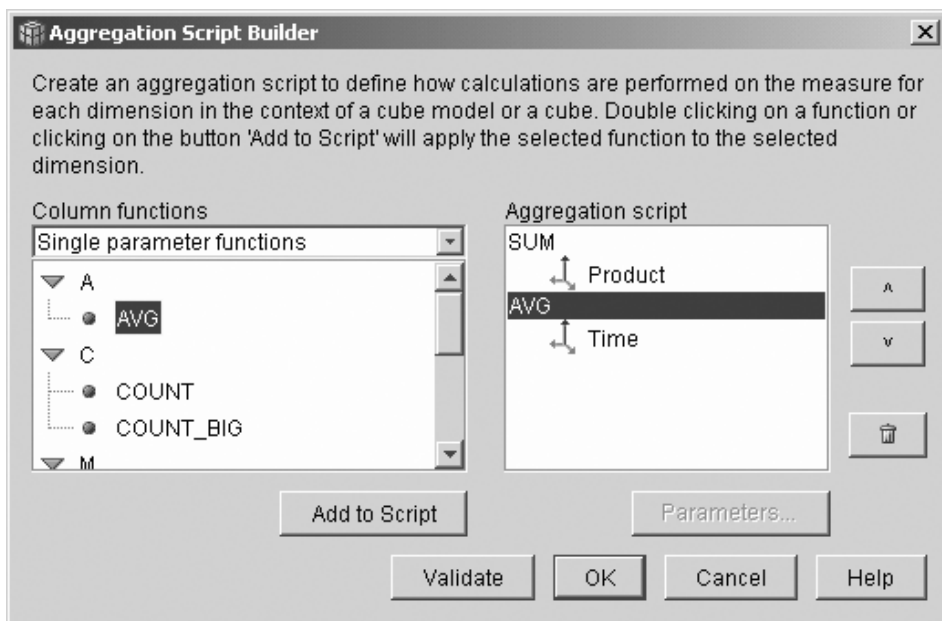 Aggregation Script Builder
Create an aggregation script to define how calculations are performed on the measure for
each dimension in the context of a cube model or a cube. Double clicking on a function or
clicking on the button 'Add to Script' will apply the selected function to the selected
dimension.
Column functions
Single parameter functions
A
AVG
C
COUNT
COUNT_BIG
M
Aggregation script
SUM
Product
AVG
Time
Add to Script
Parameters...
Validate
OK
Cancel
Help